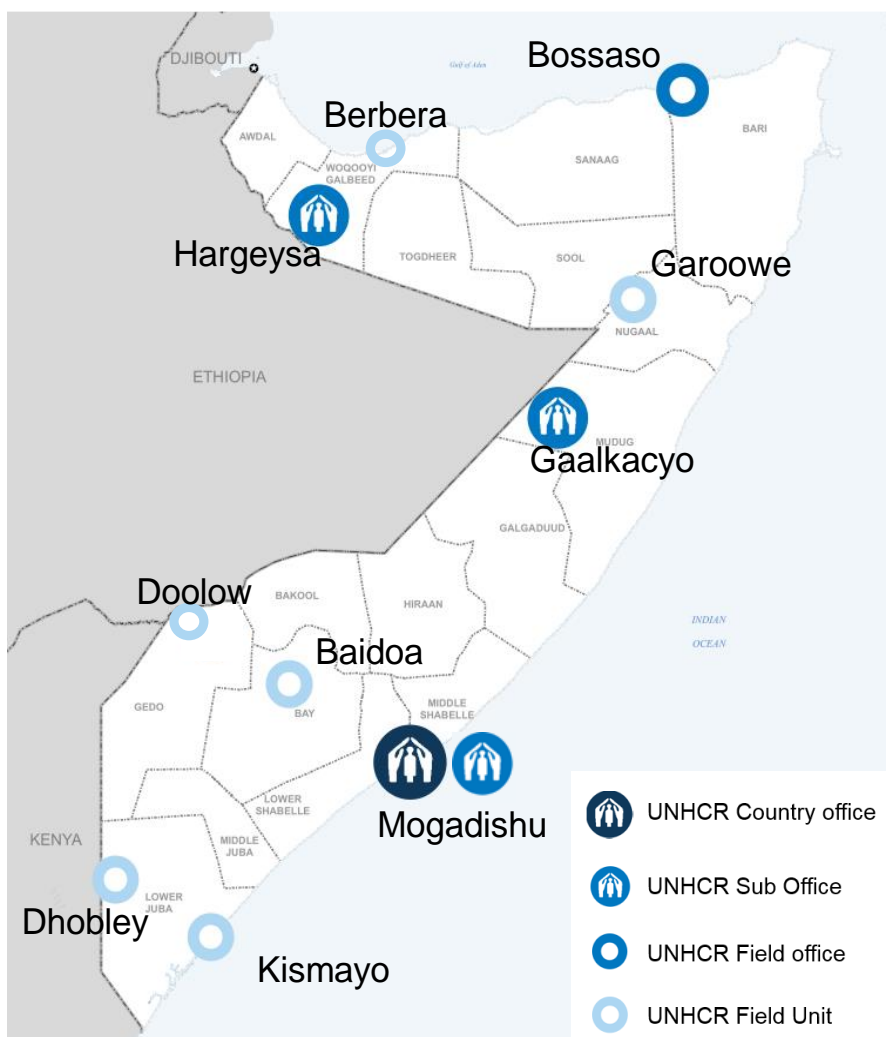 DJIBOUTI
Gulf of Aden
Bossaso
Berbera
AWDAL
BARI
WOQOOYI
GALBEED
SANAAG
Hargeysa
TOGDHEER
SOOL
Garoowe
NUGAAL
ETHIOPIA
MUDUG
Gaalkacyo
GALGADUUD
Doolow
BAKOOL
HIRAAN
INDIAN
OCEAN
Baidoa
GEDO
BAY
MIDDLE
SHABELLE
Mogadishu
LOWER
SHABELLE
KENYA
MIDDLE
JUBA
LOWER
JUBA
Dhobley
Kismayo
UNHCR Country office
UNHCR Sub Office
UNHCR Field office
UNHCR Field Unit